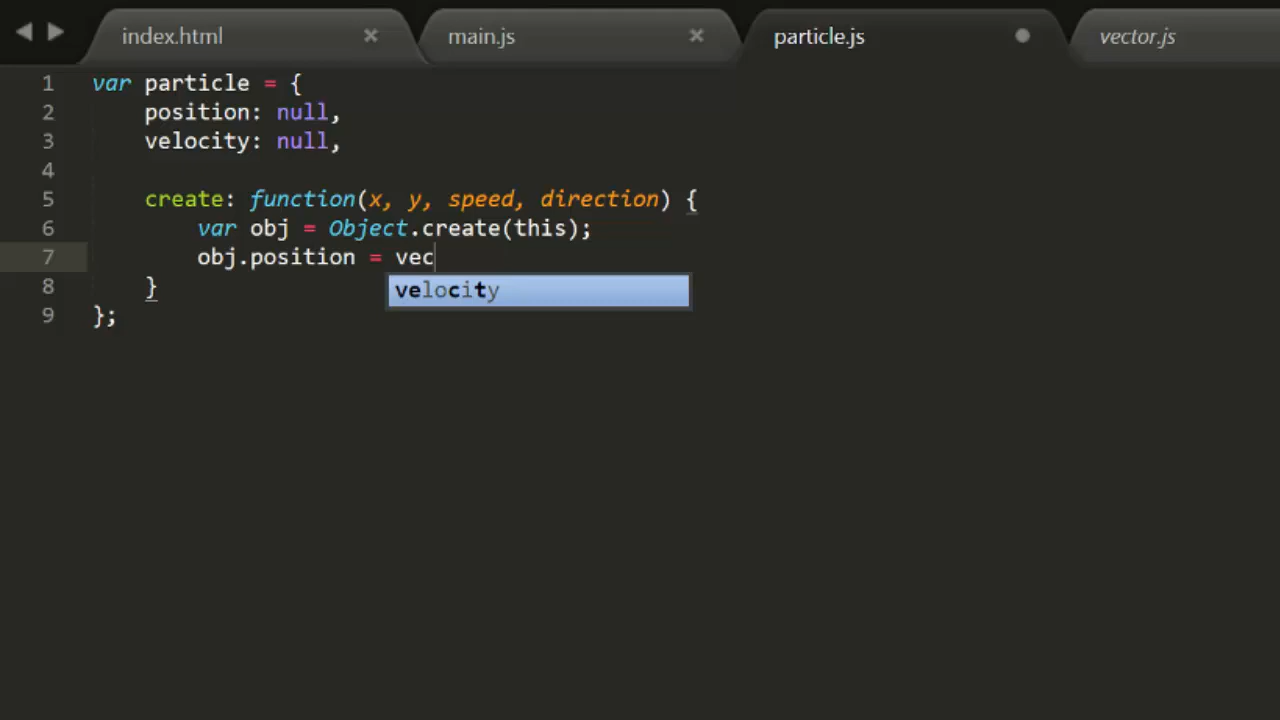 index.html × main.js × particle.js vector.js
1 var particle = {
2 position: null,
3 velocity: null,
4
5 create: function(x, y, speed, direction) {
6 var obj = Object.create(this);
7 obj.position = vec
velocity
8 }
9 };